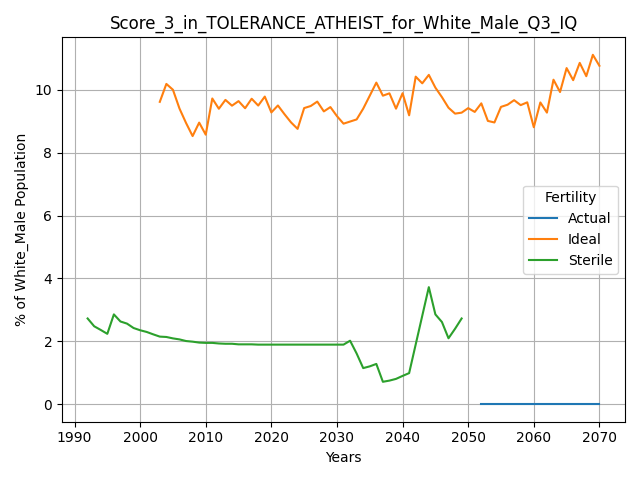 Score_3_in_TOLERANCE_ATHEIST_for_White_Male_Q3_IQ
% of White_Male Population
10
8
6
4
2
0
Fertility
Actual
Ideal
Sterile
1990 2000 2010 2020 2030 2040 2050 2060 2070
Years